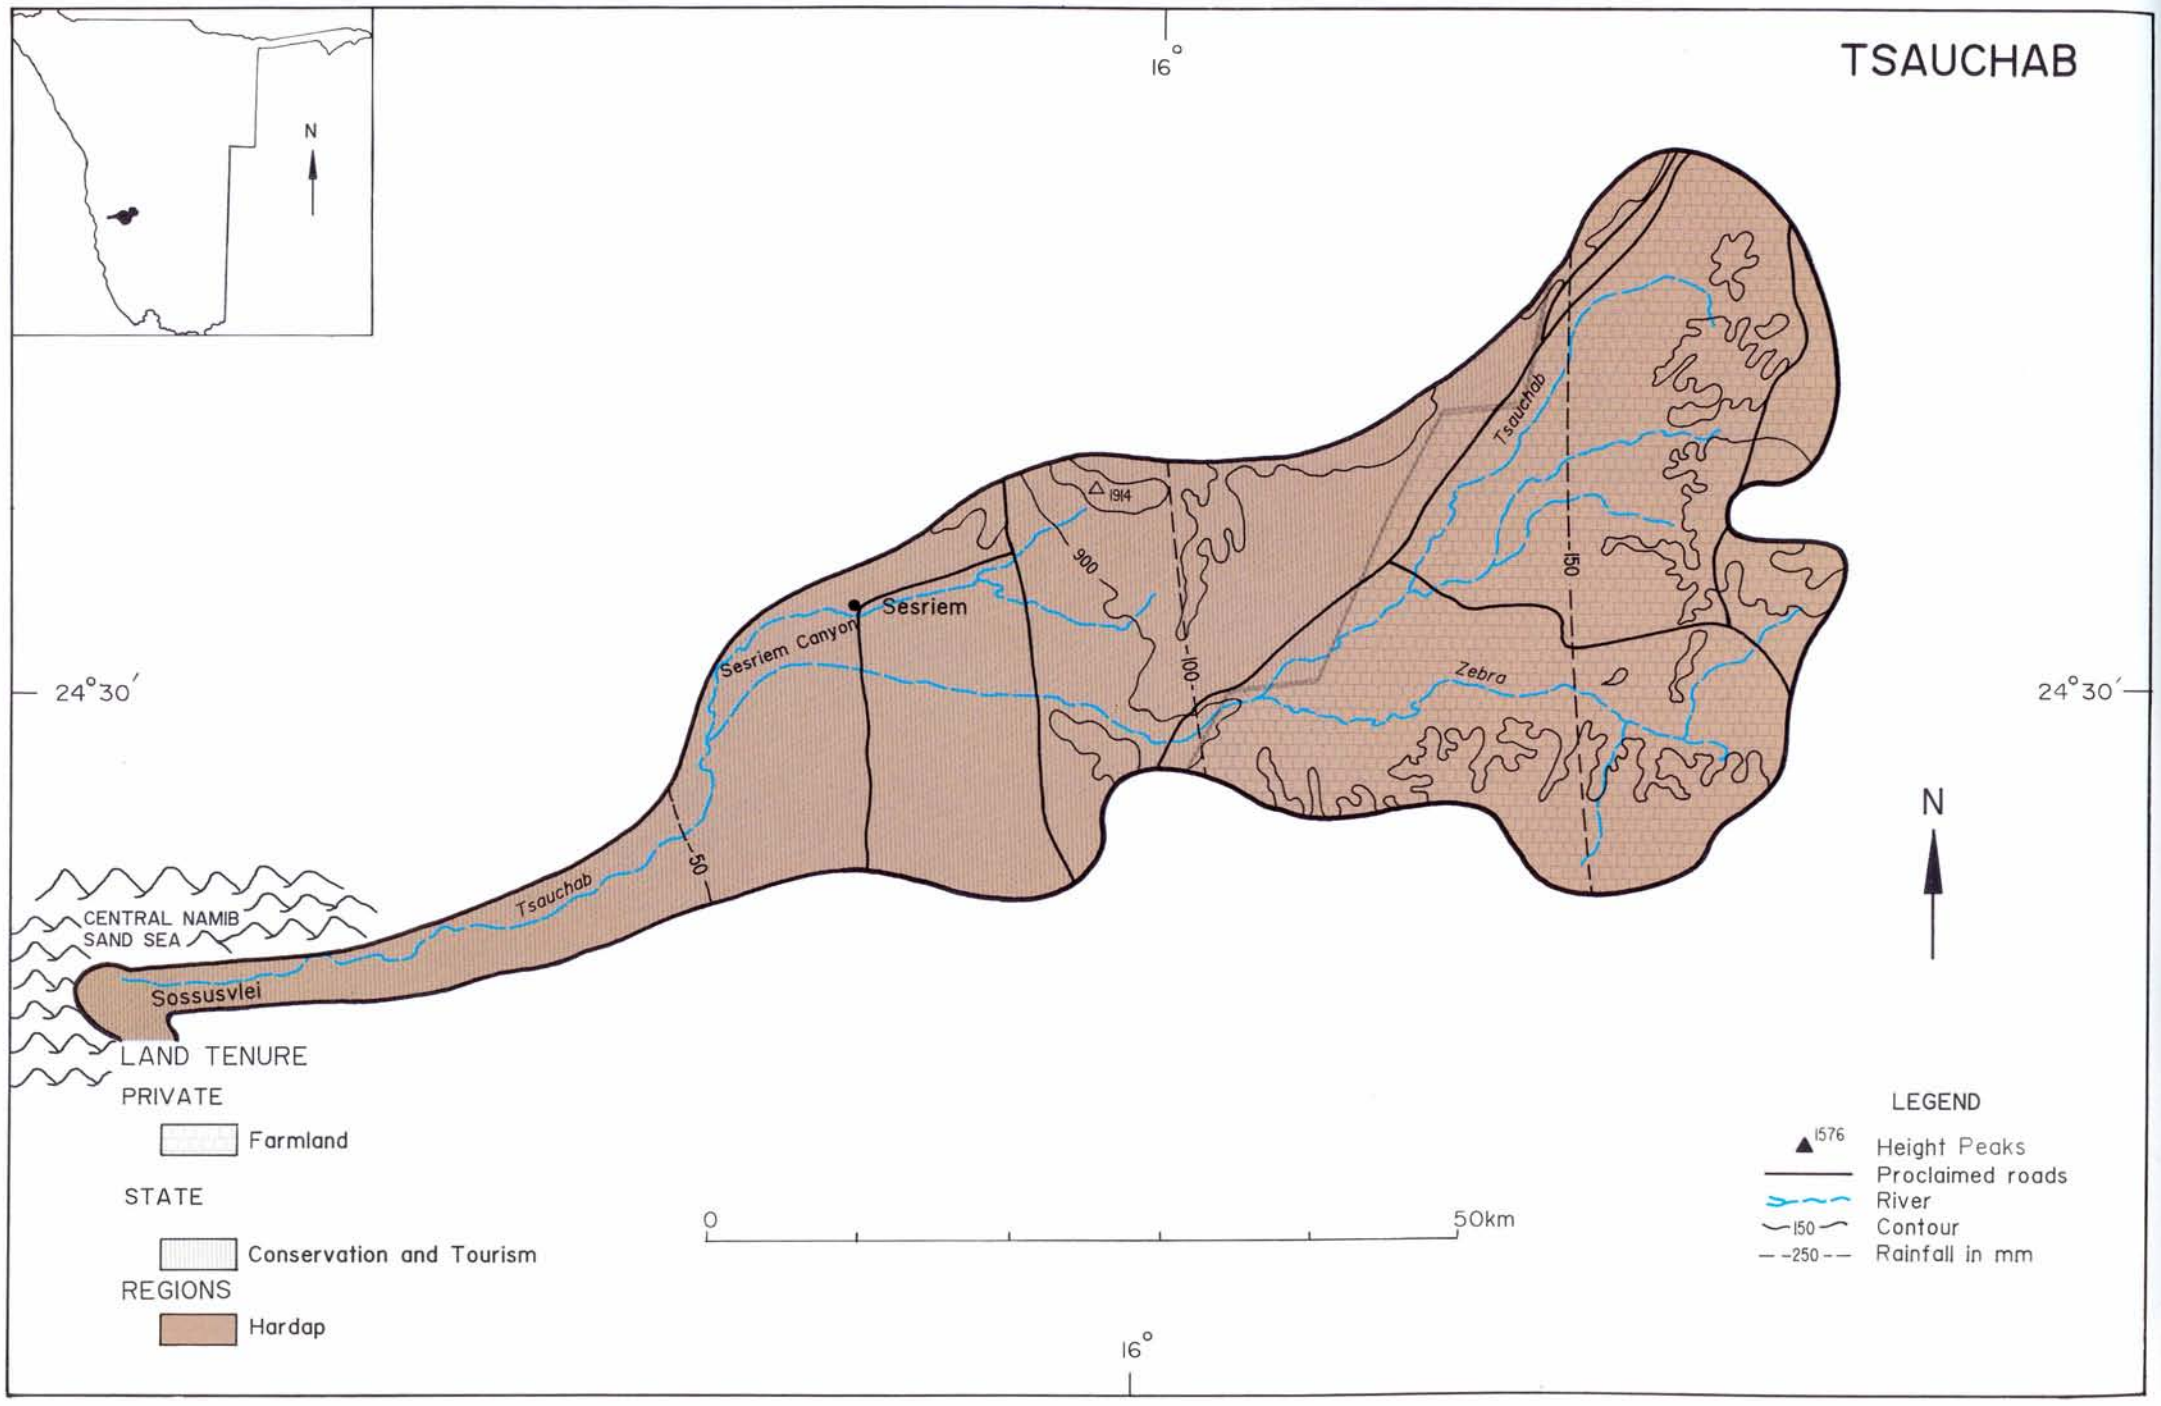 TSAUCHAB
16°
N
Tsauchab
1914
900
150
Sesriem
Sesriem Canyon
100
Zebra
24°30′
24°30′
50
N
Tsauchab
CENTRAL NAMIB
SAND SEA
Sossusvlei
LAND TENURE
PRIVATE
Farmland
STATE
Conservation and Tourism
REGIONS
Hardap
0 50km
LEGEND
1576 Height Peaks
Proclaimed roads
River
150 Contour
250 Rainfall in mm
16°